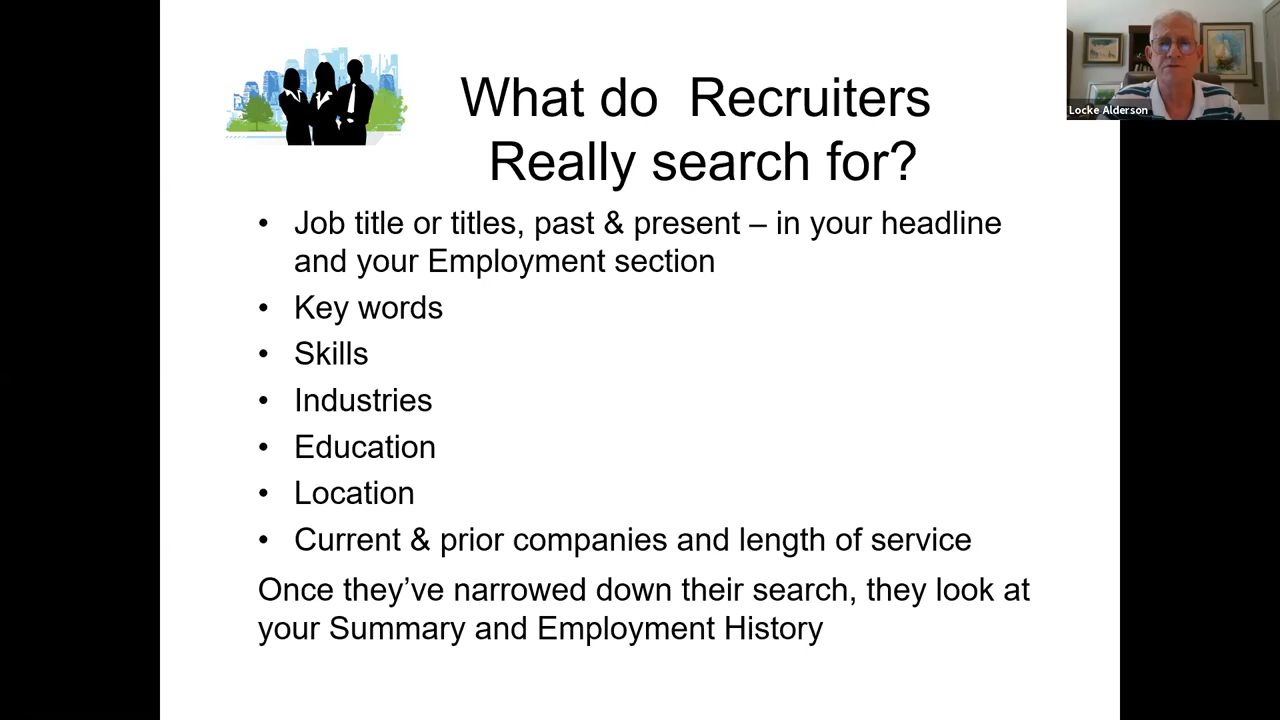 What do  Recruiters
Really search for?
Locke Alderson
• Job title or titles, past & present – in your headline
and your Employment section
• Key words
• Skills
• Industries
• Education
• Location
• Current & prior companies and length of service
Once they’ve narrowed down their search, they look at
your Summary and Employment History